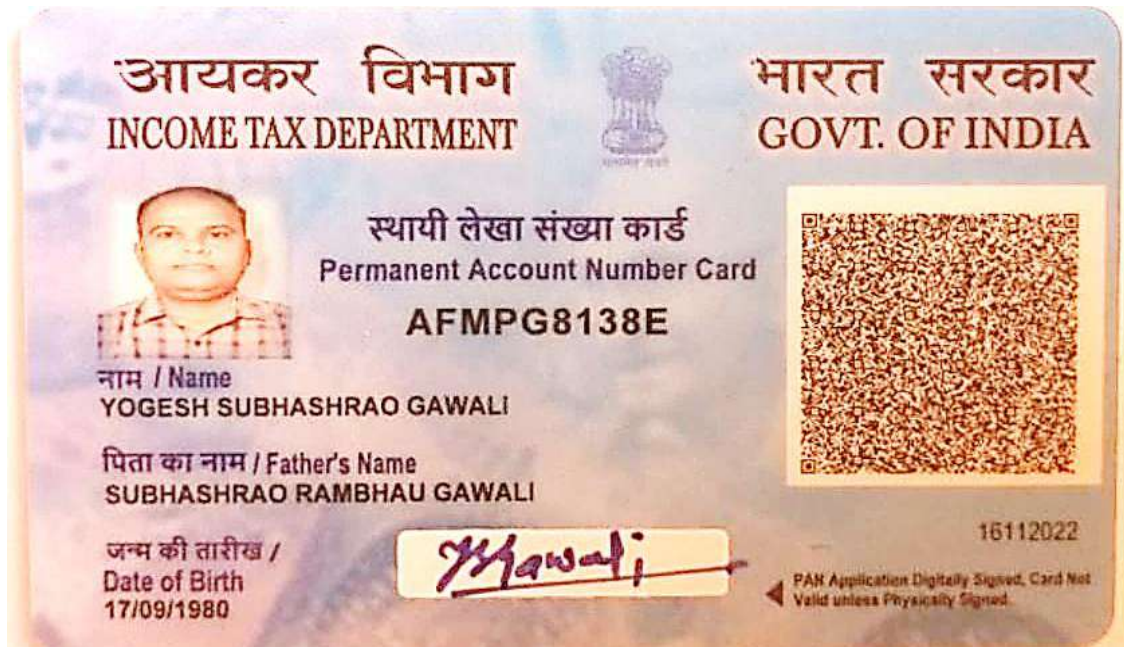 आयकर विभाग
INCOME TAX DEPARTMENT
भारत सरकार
GOVT. OF INDIA
स्थायी लेखा संख्या कार्ड
Permanent Account Number Card
AFMPG8138E
नाम / Name
YOGESH SUBHASHRAO GAWALI
पिता का नाम / Father's Name
SUBHASHRAO RAMBHAU GAWALI
जन्म की तारीख /
Date of Birth
17/09/1980
16112022
PAN Application Digitally Signed, Card Not
Valid unless Physically Signed.